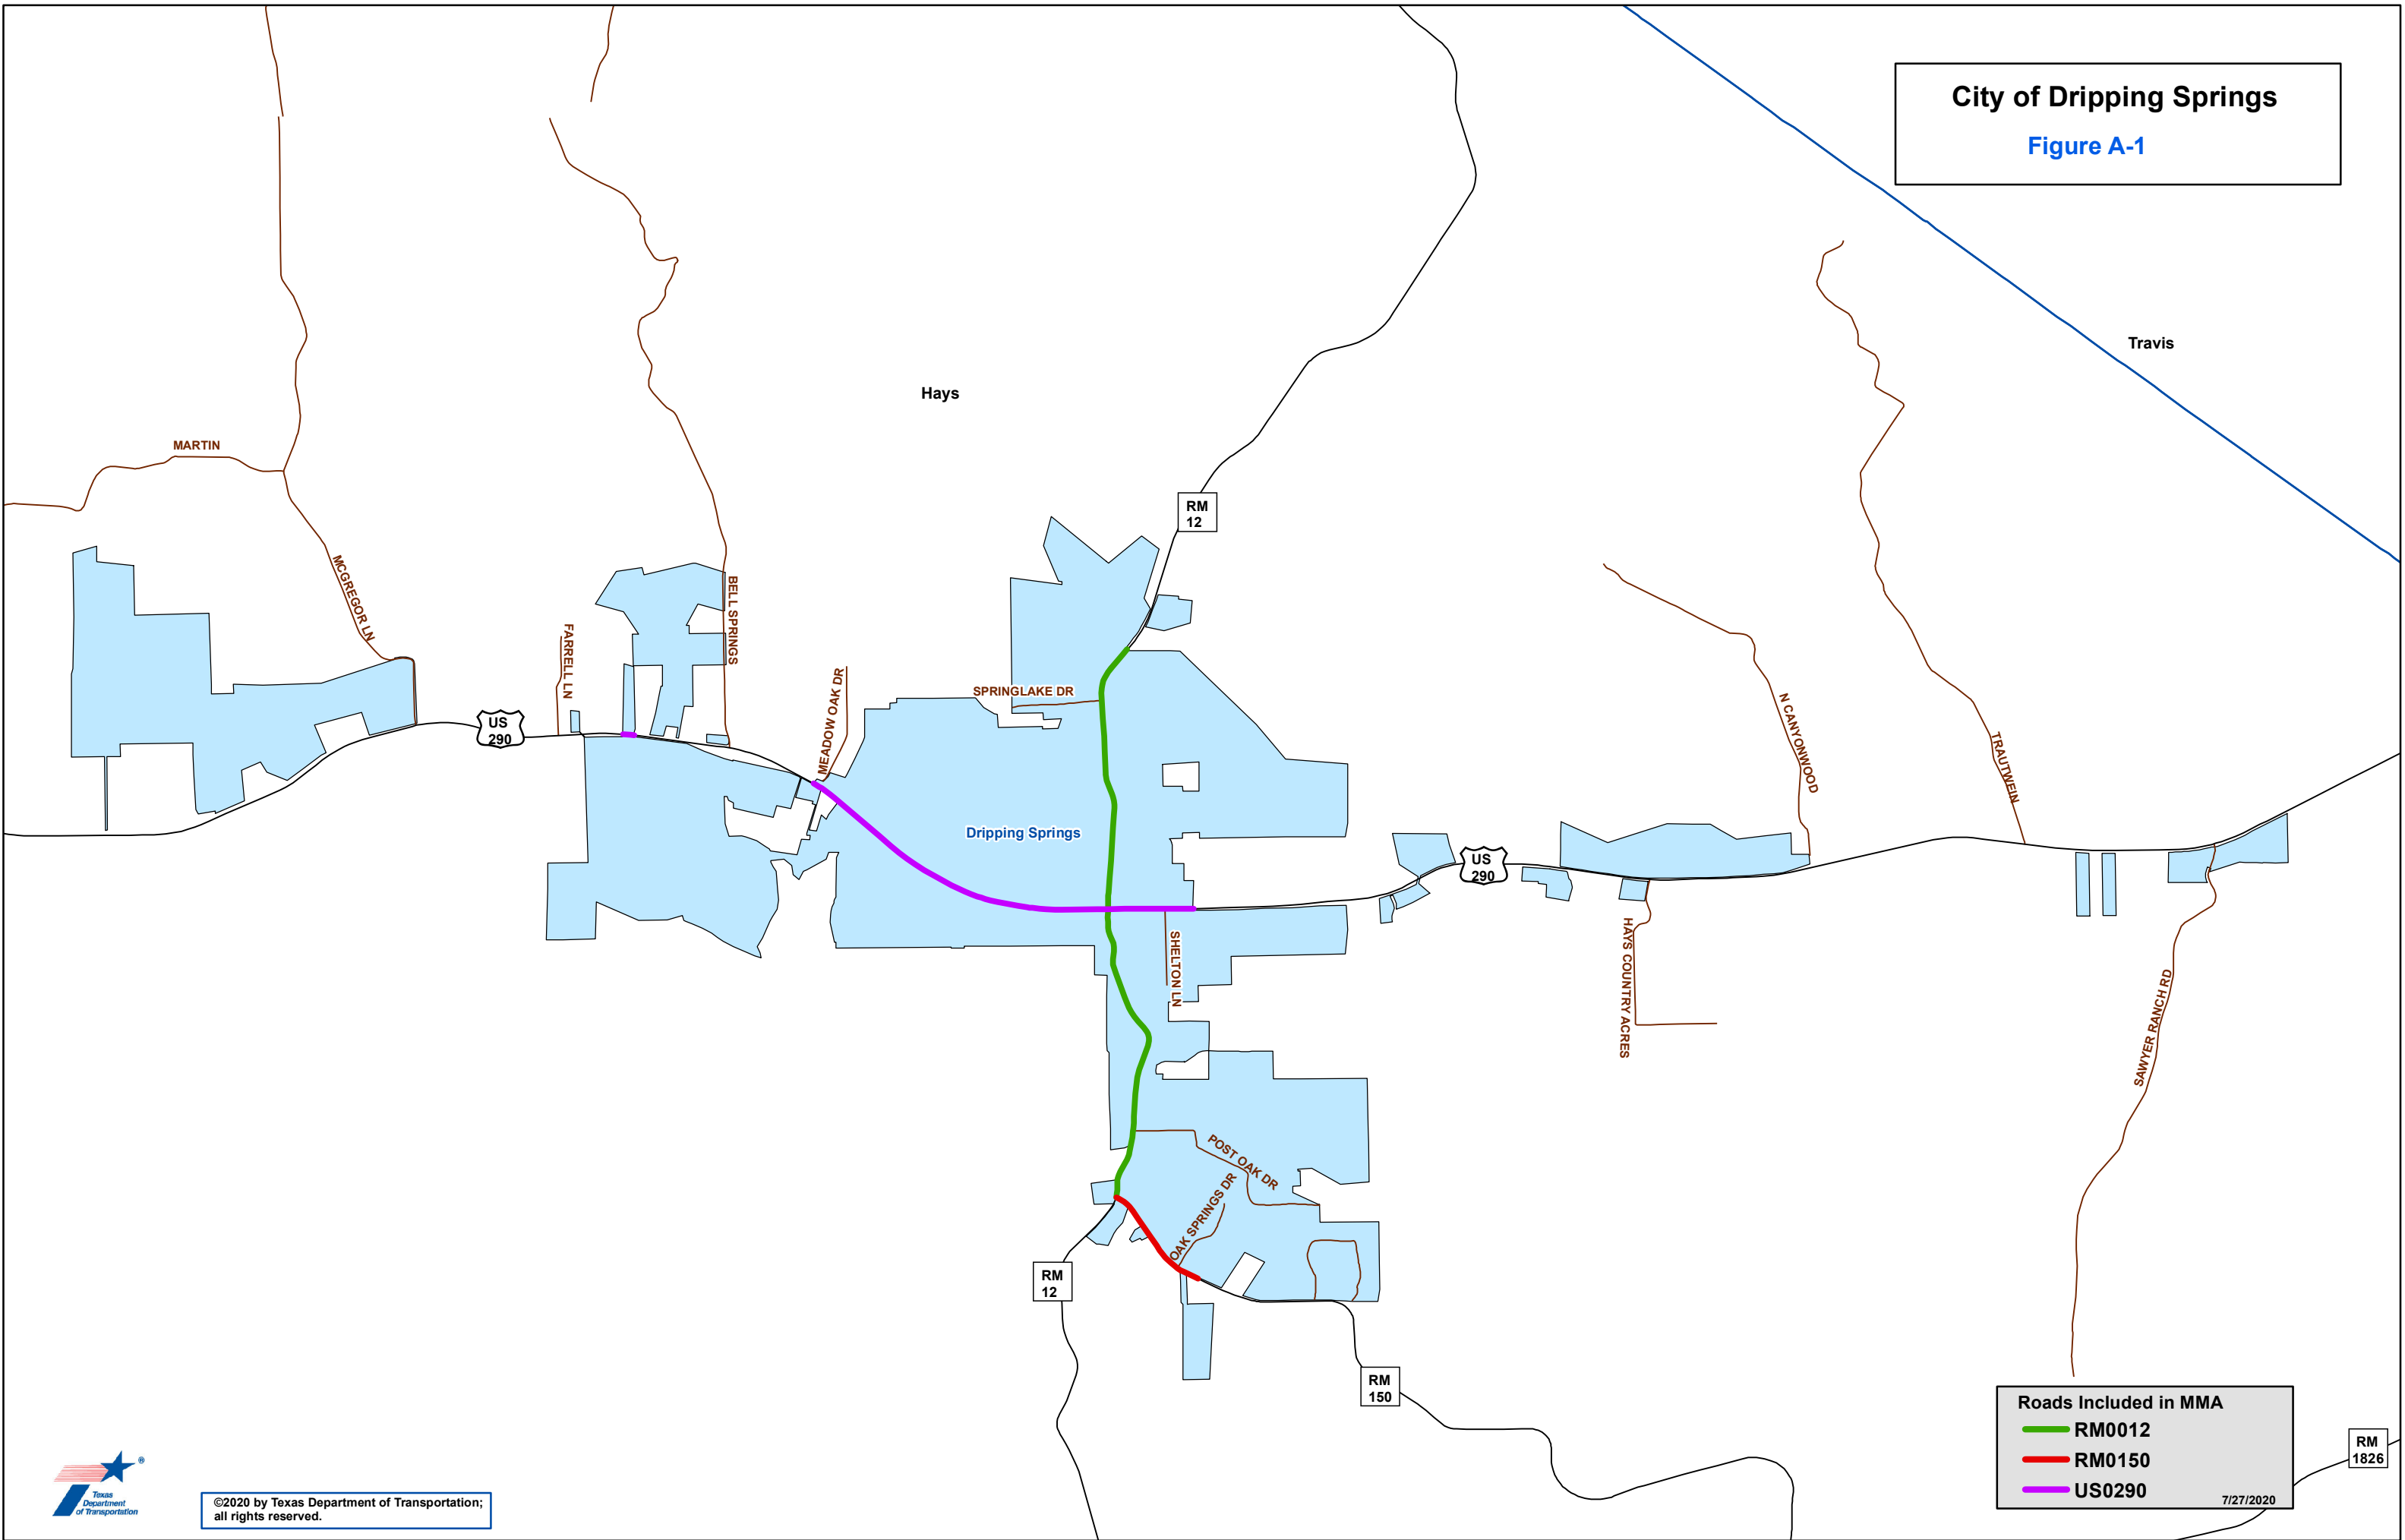 City of Dripping Springs
Figure A-1
Travis
Hays
MARTIN
RM
12
MCGREGOR LN
BELL SPRINGS
FARRELL LN
MEADOW OAK DR
SPRINGLAKE DR
N CANYONWOOD
US
290
TRAUTWEIN
Dripping Springs
US
290
SHELTON LN
HAYS COUNTRY ACRES
SAWYER RANCH RD
POST OAK DR
OAK SPRINGS DR
RM
12
RM
150
Roads Included in MMA
RM0012
RM0150
US0290
7/27/2020
RM
1826
®
Texas
Department
of Transportation
©2020 by Texas Department of Transportation;
all rights reserved.